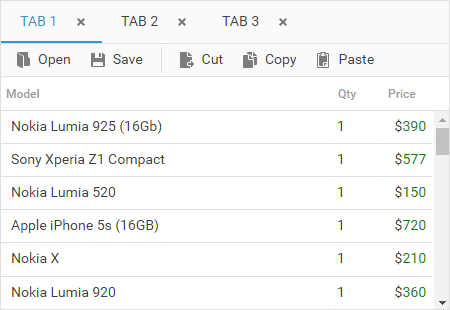 TAB 1 × TAB 2 × TAB 3 ×
Open Save Cut Copy Paste
Model Qty Price
Nokia Lumia 925 (16Gb) 1 $390
Sony Xperia Z1 Compact 1 $577
Nokia Lumia 520 1 $150
Apple iPhone 5s (16GB) 1 $720
Nokia X 1 $210
Nokia Lumia 920 1 $360